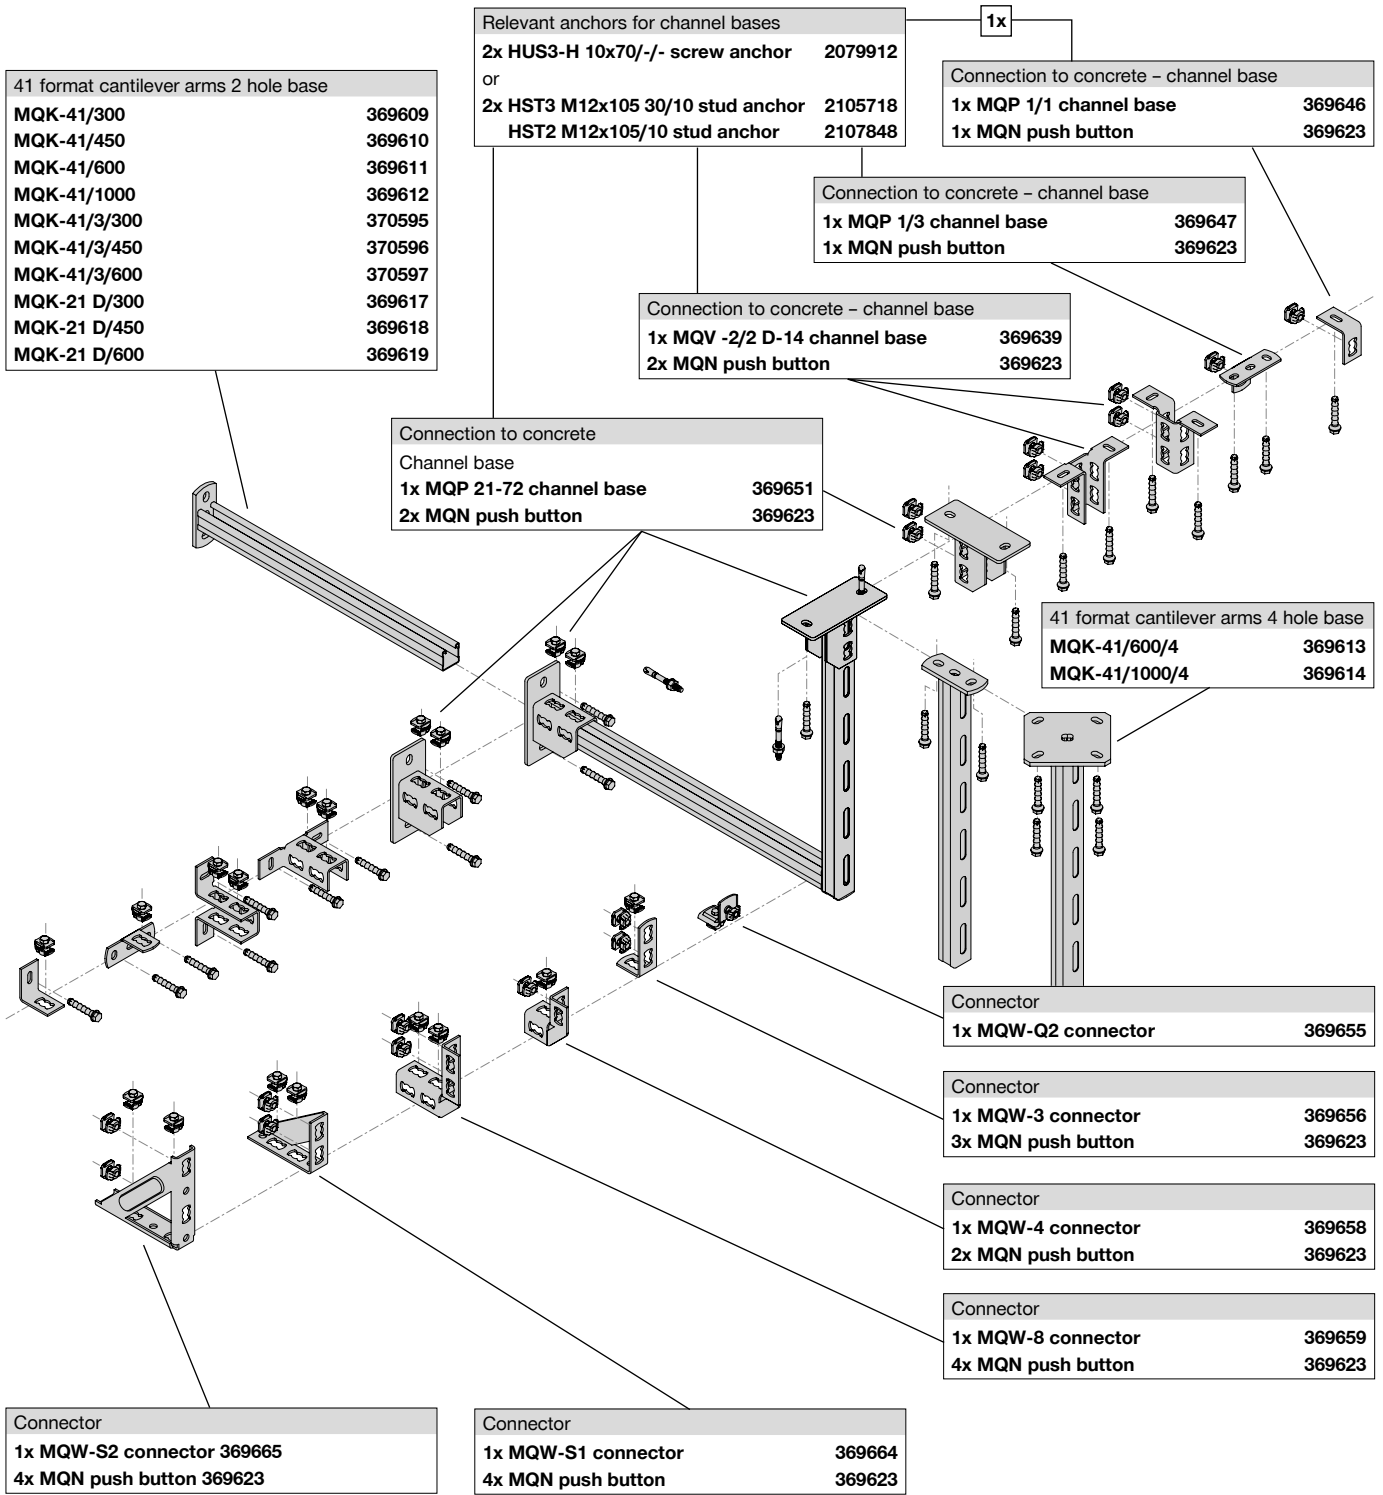 Relevant anchors for channel bases
2x HUS3-H 10x70/-/- screw anchor 2079912
or
2x HST3 M12x105 30/10 stud anchor 2105718
HST2 M12x105/10 stud anchor 2107848
1x
41 format cantilever arms 2 hole base
MQK-41/300 369609
MQK-41/450 369610
MQK-41/600 369611
MQK-41/1000 369612
MQK-41/3/300 370595
MQK-41/3/450 370596
MQK-41/3/600 370597
MQK-21 D/300 369617
MQK-21 D/450 369618
MQK-21 D/600 369619
Connection to concrete – channel base
1x MQP 1/1 channel base 369646
1x MQN push button 369623
Connection to concrete – channel base
1x MQP 1/3 channel base 369647
1x MQN push button 369623
Connection to concrete – channel base
1x MQV -2/2 D-14 channel base 369639
2x MQN push button 369623
Connection to concrete
Channel base
1x MQP 21-72 channel base 369651
2x MQN push button 369623
41 format cantilever arms 4 hole base
MQK-41/600/4 369613
MQK-41/1000/4 369614
Connector
1x MQW-Q2 connector 369655
Connector
1x MQW-3 connector 369656
3x MQN push button 369623
Connector
1x MQW-4 connector 369658
2x MQN push button 369623
Connector
1x MQW-8 connector 369659
4x MQN push button 369623
Connector
1x MQW-S2 connector 369665
4x MQN push button 369623
Connector
1x MQW-S1 connector 369664
4x MQN push button 369623